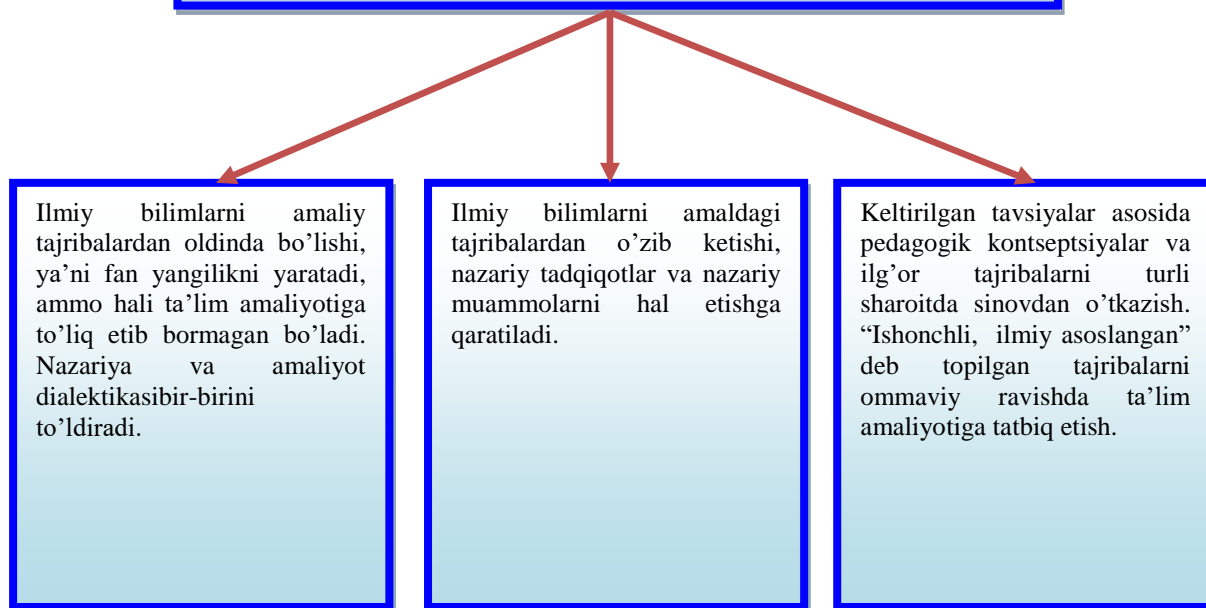 Ilmiy bilimlarni amaliy
tajribalardan oldinda bo’lishi,
ya’ni fan yangilikni yaratadi,
ammo hali ta’lim amaliyotiga
to’liq etib bormagan bo’ladi.
Nazariya va amaliyot
dialektikasibir-birini
to’ldiradi.
Ilmiy bilimlarni amaldagi
tajribalardan o’zib ketishi,
nazariy tadqiqotlar va nazariy
muammolarni hal etishga
qaratiladi.
Keltirilgan tavsiyalar asosida
pedagogik kontseptsiyalar va
ilg’or tajribalarni turli
sharoitda sinovdan o’tkazish.
“Ishonchli, ilmiy asoslangan”
deb topilgan tajribalarni
ommaviy ravishda ta’lim
amaliyotiga tatbiq etish.